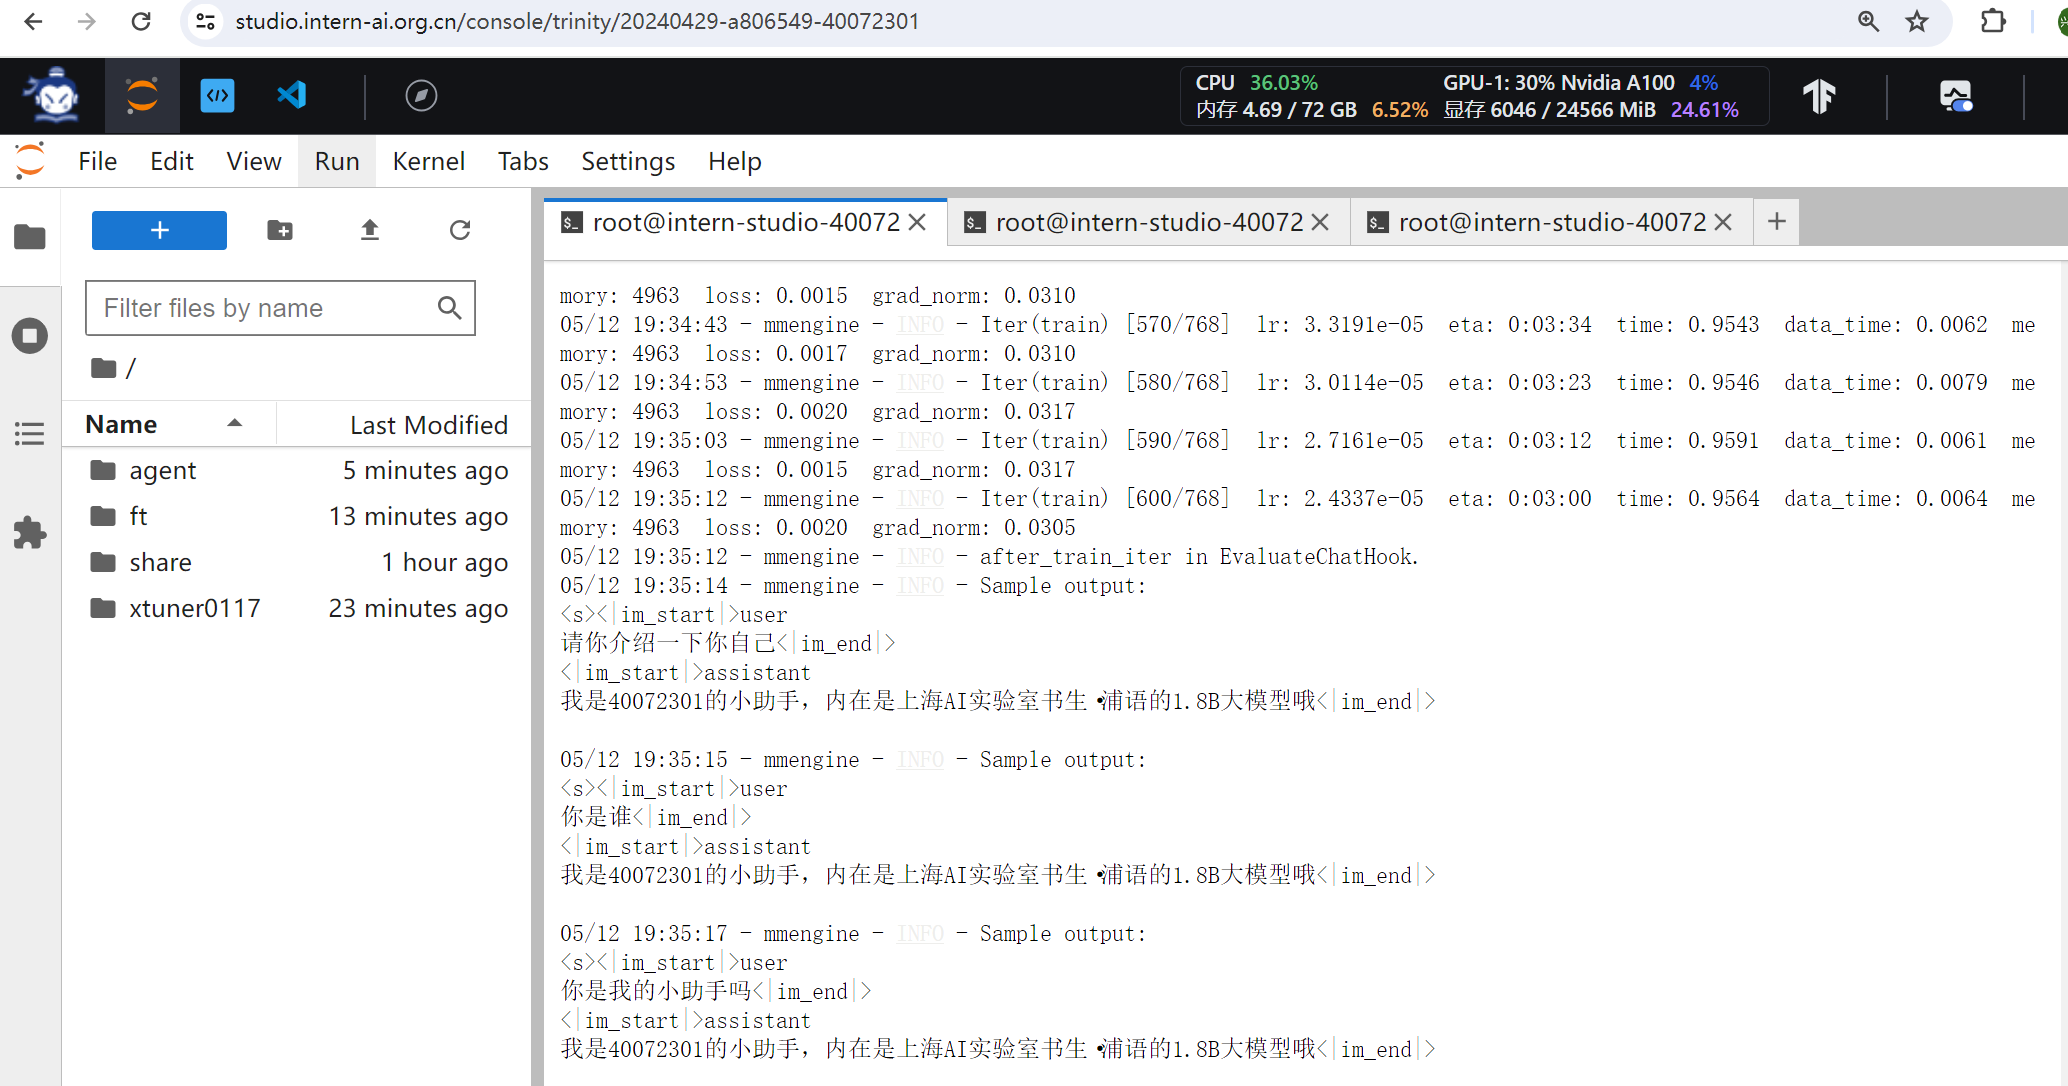 studio.intern-ai.org.cn/console/trinity/20240429-a806549-40072301
CPU 36.03% GPU-1: 30% Nvidia A100 4%
内存 4.69 / 72 GB 6.52% 显存 6046 / 24566 MiB 24.61%
File Edit View Run Kernel Tabs Settings Help
+
root@intern-studio-40072 root@intern-studio-40072 root@intern-studio-40072
Filter files by name
/
Name Last Modified
agent 5 minutes ago
ft 13 minutes ago
share 1 hour ago
xtuner0117 23 minutes ago
mory: 4963 loss: 0.0015 grad_norm: 0.0310
05/12 19:34:43 - mmengine - INFO - Iter(train) [570/768] lr: 3.3191e-05 eta: 0:03:34 time: 0.9543 data_time: 0.0062 me
mory: 4963 loss: 0.0017 grad_norm: 0.0310
05/12 19:34:53 - mmengine - INFO - Iter(train) [580/768] lr: 3.0114e-05 eta: 0:03:23 time: 0.9546 data_time: 0.0079 me
mory: 4963 loss: 0.0020 grad_norm: 0.0317
05/12 19:35:03 - mmengine - INFO - Iter(train) [590/768] lr: 2.7161e-05 eta: 0:03:12 time: 0.9591 data_time: 0.0061 me
mory: 4963 loss: 0.0015 grad_norm: 0.0317
05/12 19:35:12 - mmengine - INFO - Iter(train) [600/768] lr: 2.4337e-05 eta: 0:03:00 time: 0.9564 data_time: 0.0064 me
mory: 4963 loss: 0.0020 grad_norm: 0.0305
05/12 19:35:12 - mmengine - INFO - after_train_iter in EvaluateChatHook.
05/12 19:35:14 - mmengine - INFO - Sample output:
<s><|im_start|>user
请你介绍一下你自己<|im_end|>
<|im_start|>assistant
我是40072301的小助手，内在是上海AI实验室书生·浦语的1.8B大模型哦<|im_end|>
05/12 19:35:15 - mmengine - INFO - Sample output:
<s><|im_start|>user
你是谁<|im_end|>
<|im_start|>assistant
我是40072301的小助手，内在是上海AI实验室书生·浦语的1.8B大模型哦<|im_end|>
05/12 19:35:17 - mmengine - INFO - Sample output:
<s><|im_start|>user
你是我的小助手吗<|im_end|>
<|im_start|>assistant
我是40072301的小助手，内在是上海AI实验室书生·浦语的1.8B大模型哦<|im_end|>